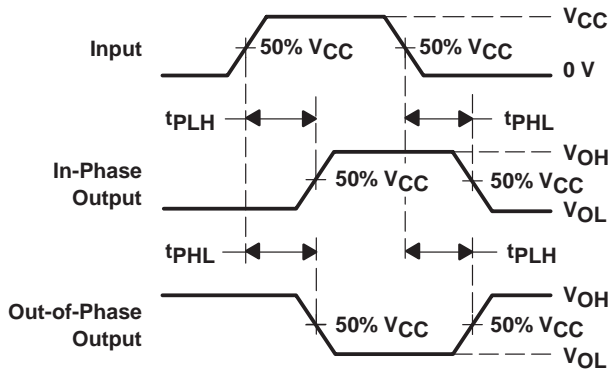 VCC
Input
50% VCC
50% VCC
0 V
tPLH
tPHL
VOH
In-Phase
Output
50% VCC
50% VCC
VOL
tPHL
tPLH
VOH
Out-of-Phase
Output
50% VCC
50% VCC
VOL